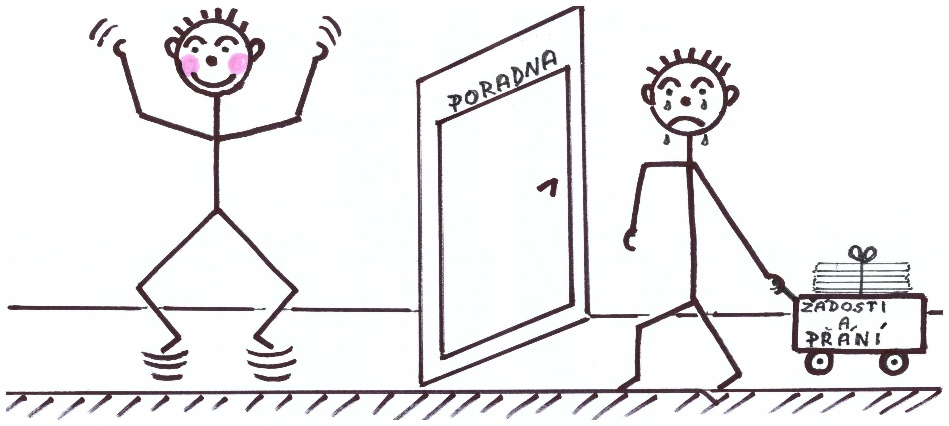 PORADNA
ŽÁDOSTI
A
PŘÁNÍ